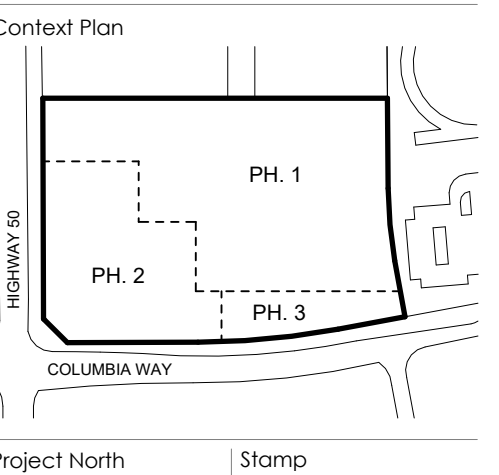 Context Plan
PH. 1
HIGHWAY 50
PH. 2
PH. 3
COLUMBIA WAY
Project North
Stamp